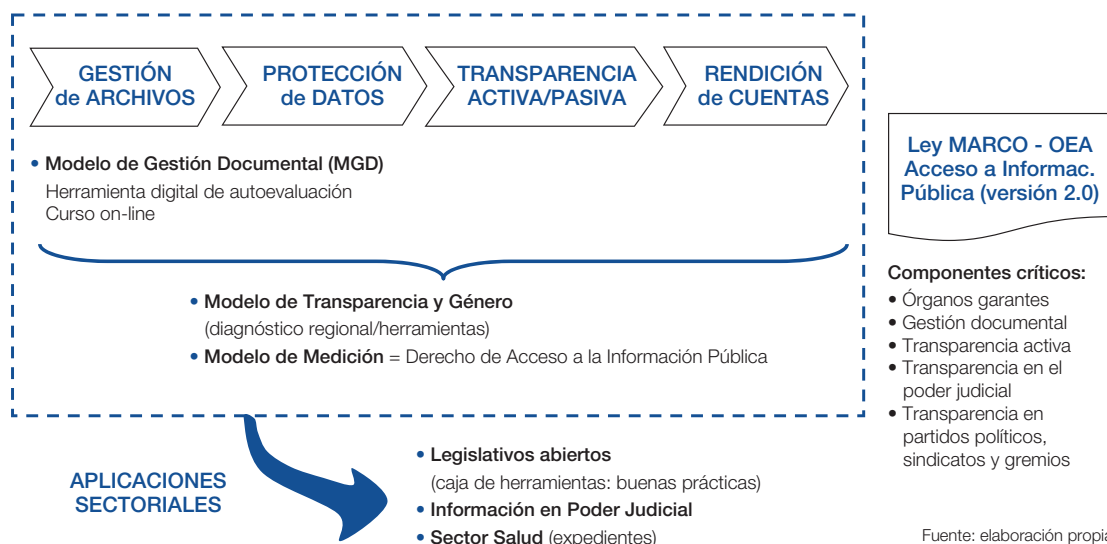 GESTIÓN
de ARCHIVOS
PROTECCIÓN
de DATOS
TRANSPARENCIA
ACTIVA/PASIVA
RENDICIÓN
de CUENTAS
• Modelo de Gestión Documental (MGD)
Herramienta digital de autoevaluación
Curso on-line
• Modelo de Transparencia y Género
(diagnóstico regional/herramientas)
• Modelo de Medición = Derecho de Acceso a la Información Pública
APLICACIONES
SECTORIALES
• Legislativos abiertos
(caja de herramientas: buenas prácticas)
• Información en Poder Judicial
• Sector Salud (expedientes)
Ley MARCO - OEA
Acceso a Informac.
Pública (versión 2.0)
Componentes críticos:
• Órganos garantes
• Gestión documental
• Transparencia activa
• Transparencia en el
poder judicial
• Transparencia en
partidos políticos,
sindicatos y gremios
Fuente: elaboración propia